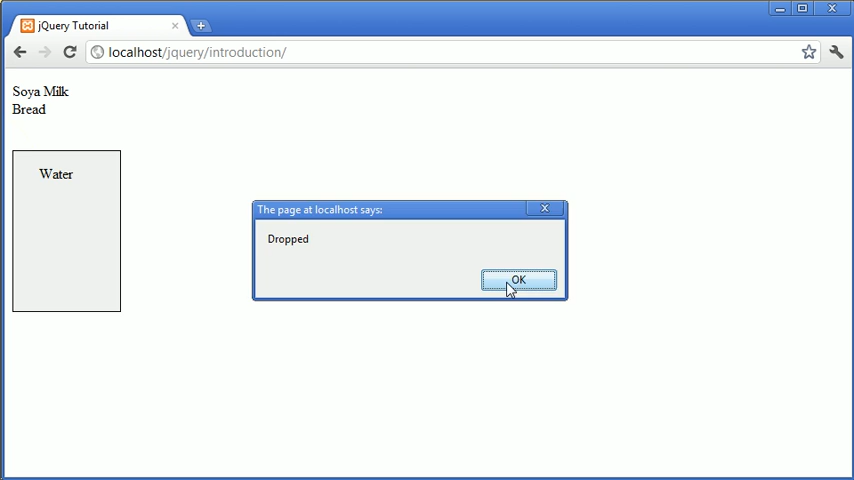 jQuery Tutorial
localhost/jquery/introduction/
Soya Milk
Bread
Water
The page at localhost says:
Dropped
OK